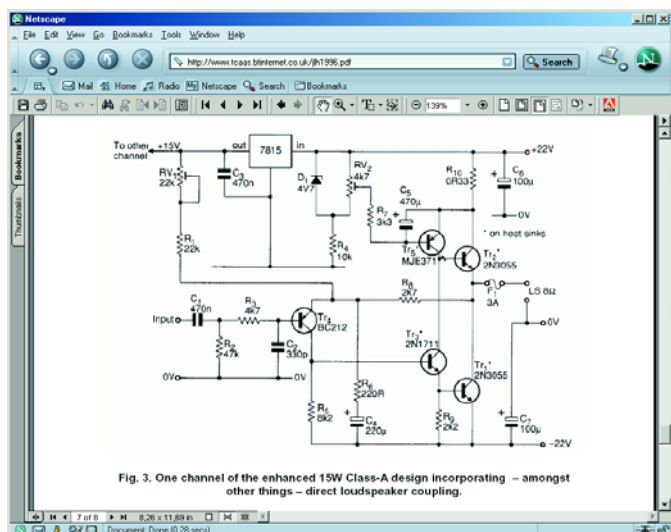 Netscape
File Edit View Go Bookmarks Tools Window Help
http://www.tcaas.btinternet.co.uk/jlh1996.pdf
Search
Mail Home Radio Netscape Search Bookmarks
139%
Bookmarks
Thumbnails
To other channel
+15V
out
7815
in
+22V
RV1
22k
C3
470n
D1
4V7
RV2
4k7
R10
0R33
C6
100µ
0V
C5
470µ
R7
3k3
* on heat sinks
R4
10k
Tr5*
MJE371
Tr2*
2N3055
R1
22k
R8
2k7
F1
3A
LS 8Ω
C1
470n
R3
4k7
Tr4
BC212
Input
R2
47k
C2
330p
0V
0V
0V
Tr3*
2N1711
Tr1*
2N3055
R6
220R
R5
8k2
C4
220µ
R9
2k2
C7
100µ
-22V
Fig. 3. One channel of the enhanced 15W Class-A design incorporating – amongst
other things – direct loudspeaker coupling.
7 of 8
8,26 x 11,69 in
Document: Done (0.28 secs)